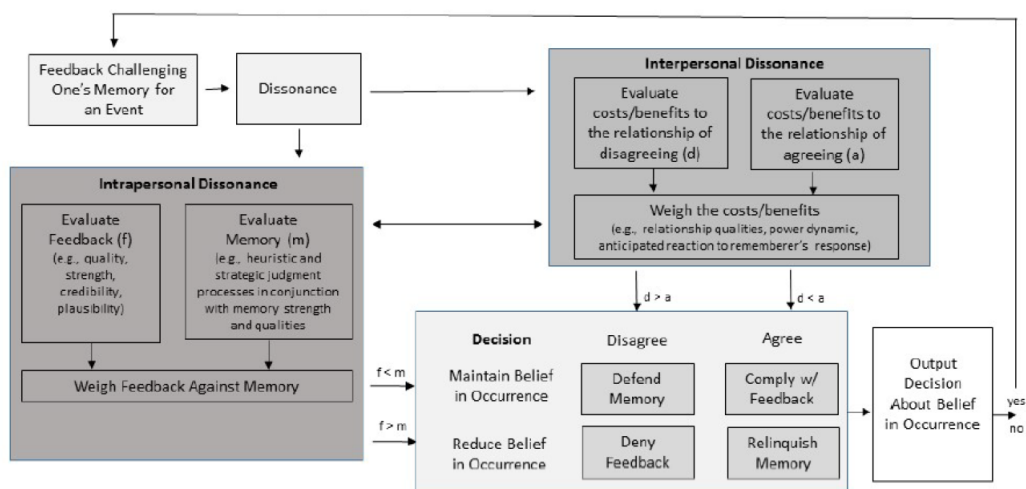 Feedback Challenging
One's Memory for
an Event
Dissonance
Interpersonal Dissonance
Evaluate
costs/benefits to
the relationship of
disagreeing (d)
Evaluate
costs/benefits to
the relationship of
agreeing (a)
Weigh the costs/benefits
(e.g., relationship qualities, power dynamic,
anticipated reaction to rememberer's response)
Intrapersonal Dissonance
Evaluate
Feedback (f)
(e.g., quality,
strength,
credibility,
plausibility)
Evaluate
Memory (m)
(e.g., heuristic and
strategic judgment
processes in conjunction
with memory strength
and qualities
Weigh Feedback Against Memory
d > a
d < a
f < m
f > m
Decision
Disagree
Agree
Maintain Belief
in Occurrence
Defend
Memory
Comply w/
Feedback
Reduce Belief
in Occurrence
Deny
Feedback
Relinquish
Memory
Output
Decision
About Belief
in Occurrence
yes
no